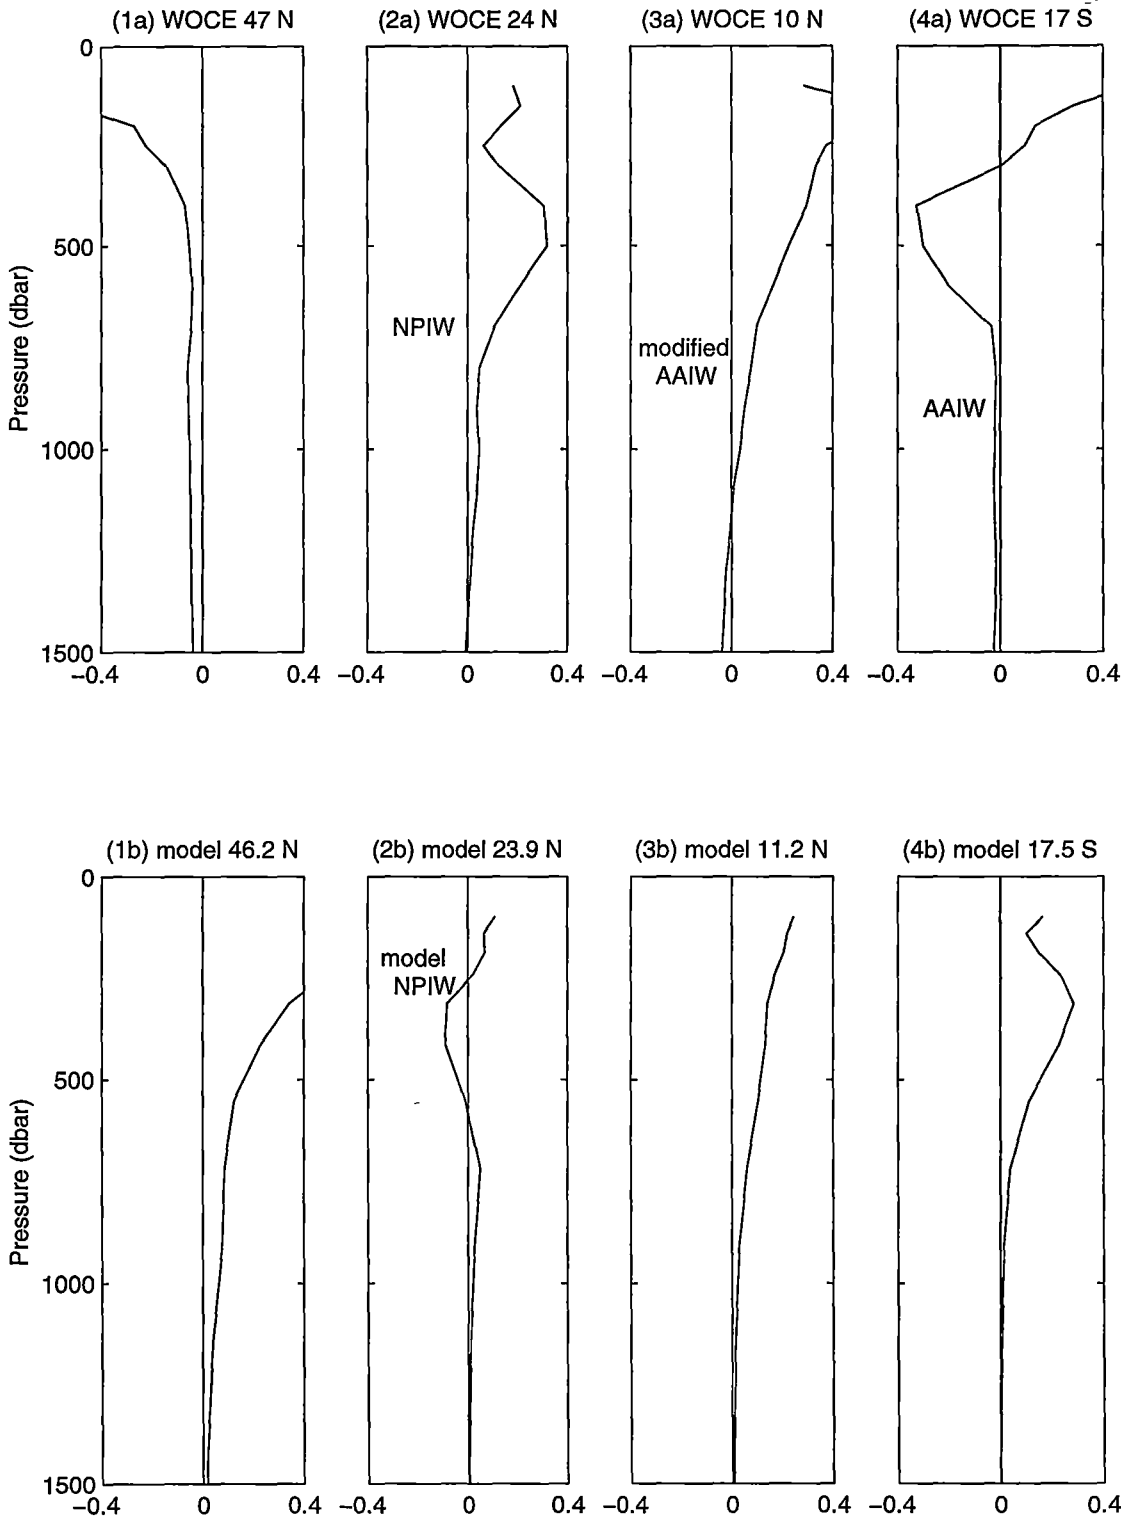 (1a) WOCE 47 N
(2a) WOCE 24 N
(3a) WOCE 10 N
(4a) WOCE 17 S
0
500
1000
1500
Pressure (dbar)
NPIW
modified
AAIW
AAIW
−0.4 0 0.4
−0.4 0 0.4
−0.4 0 0.4
−0.4 0 0.4
(1b) model 46.2 N
(2b) model 23.9 N
(3b) model 11.2 N
(4b) model 17.5 S
0
500
1000
1500
Pressure (dbar)
model
NPIW
−0.4 0 0.4
−0.4 0 0.4
−0.4 0 0.4
−0.4 0 0.4